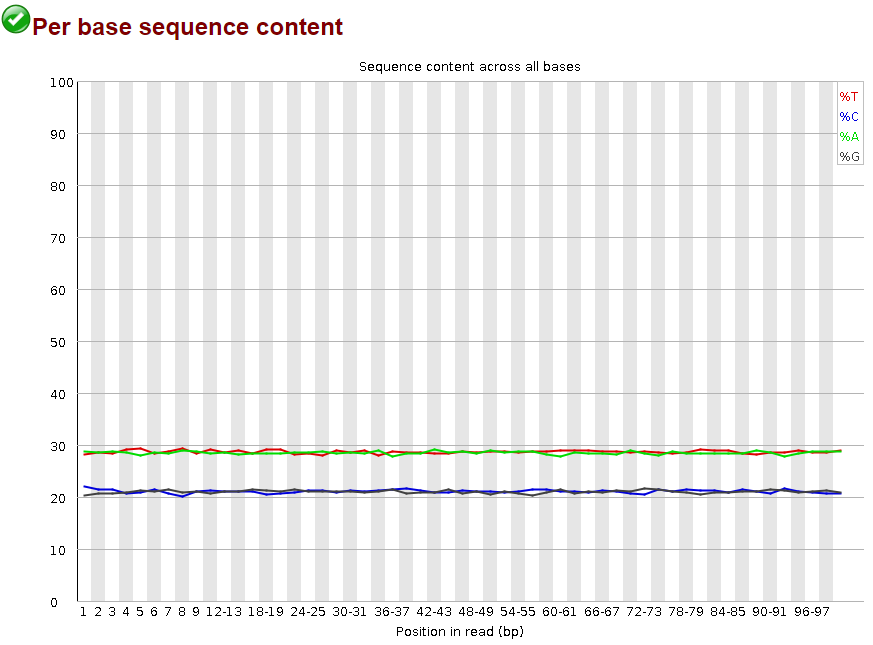 Per base sequence content
Sequence content across all bases
100
90
80
70
60
50
40
30
20
10
0
%T
%C
%A
%G
1 2 3 4 5 6 7 8 9 12-13 18-19 24-25 30-31 36-37 42-43 48-49 54-55 60-61 66-67 72-73 78-79 84-85 90-91 96-97
Position in read (bp)